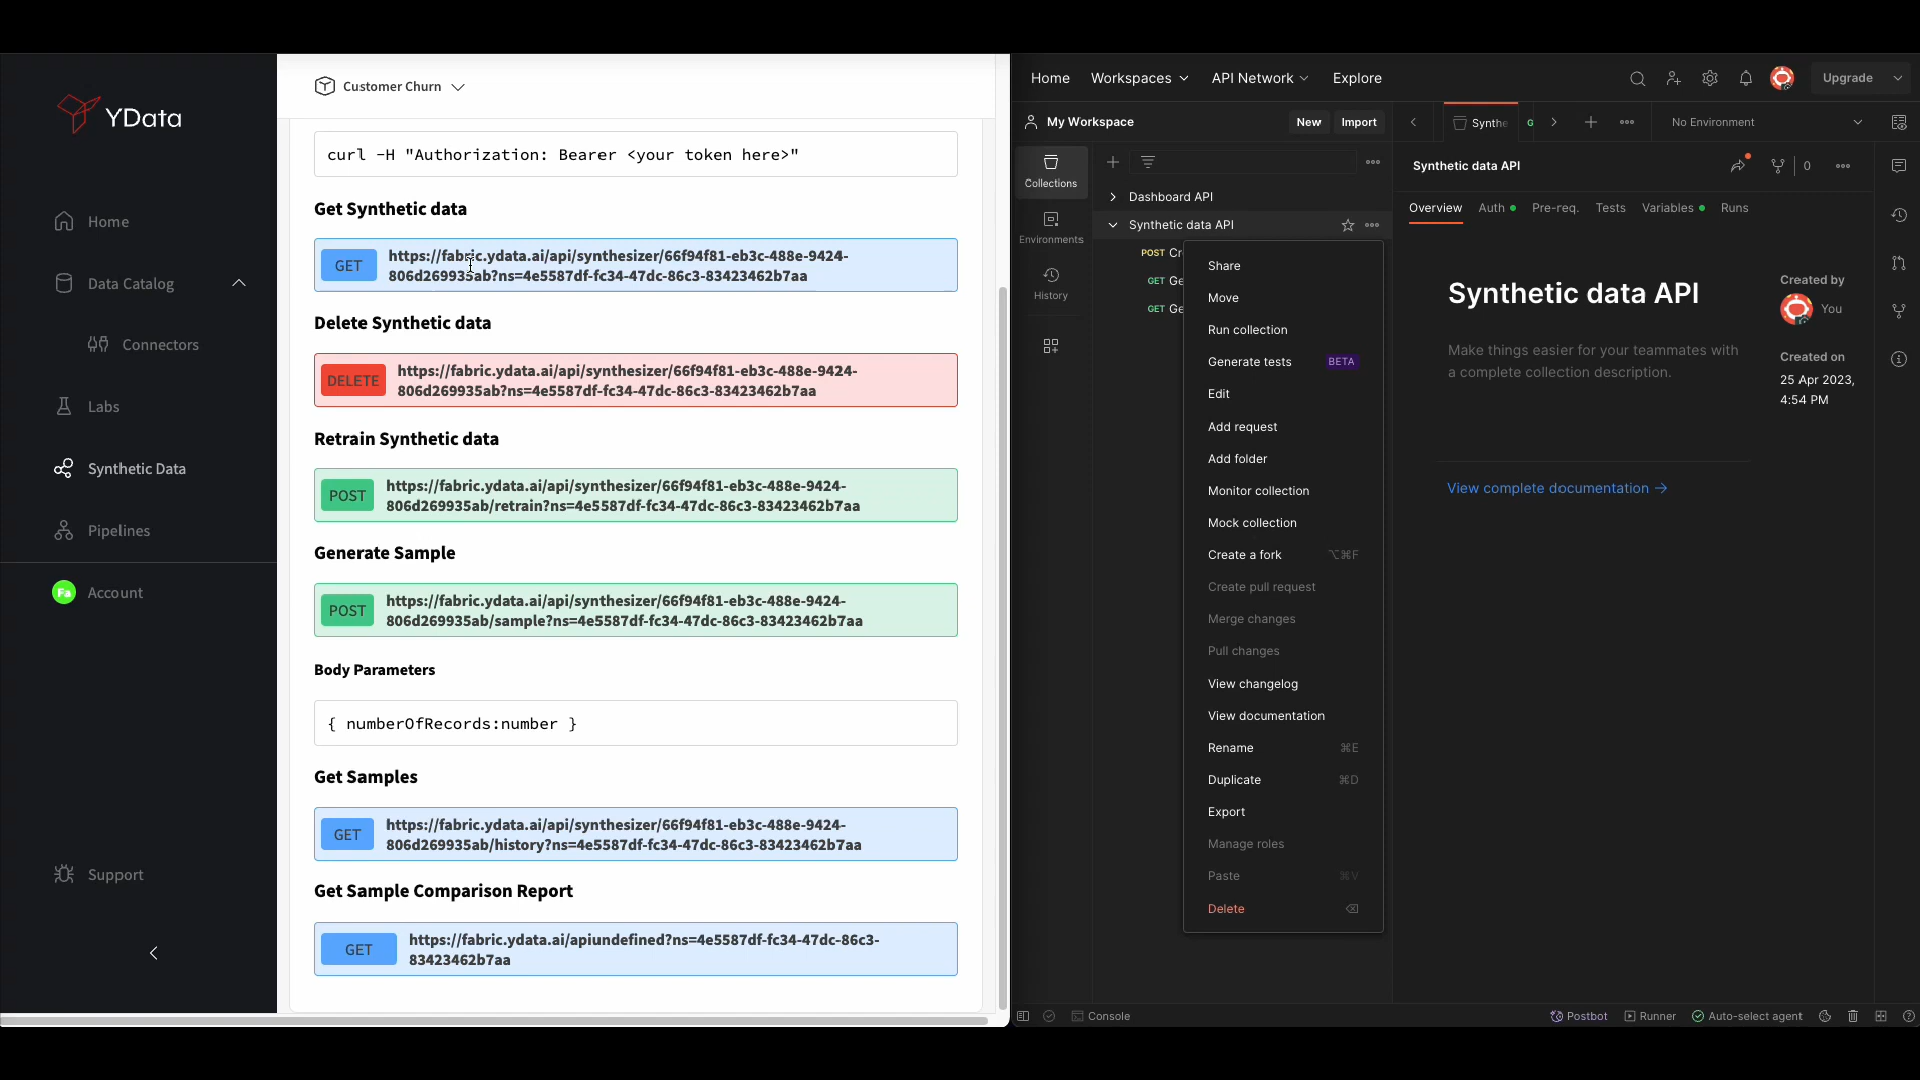 YData
Home
Data Catalog
Connectors
Labs
Synthetic Data
Pipelines
Fa
Account
Support
Customer Churn
curl -H "Authorization: Bearer <your token here>"
Get Synthetic data
GET
https://fabric.ydata.ai/api/synthesizer/66f94f81-eb3c-488e-9424-
806d269935ab?ns=4e5587df-fc34-47dc-86c3-83423462b7aa
Delete Synthetic data
DELETE
https://fabric.ydata.ai/api/synthesizer/66f94f81-eb3c-488e-9424-
806d269935ab?ns=4e5587df-fc34-47dc-86c3-83423462b7aa
Retrain Synthetic data
POST
https://fabric.ydata.ai/api/synthesizer/66f94f81-eb3c-488e-9424-
806d269935ab/retrain?ns=4e5587df-fc34-47dc-86c3-83423462b7aa
Generate Sample
POST
https://fabric.ydata.ai/api/synthesizer/66f94f81-eb3c-488e-9424-
806d269935ab/sample?ns=4e5587df-fc34-47dc-86c3-83423462b7aa
Body Parameters
{ numberOfRecords:number }
Get Samples
GET
https://fabric.ydata.ai/api/synthesizer/66f94f81-eb3c-488e-9424-
806d269935ab/history?ns=4e5587df-fc34-47dc-86c3-83423462b7aa
Get Sample Comparison Report
GET
https://fabric.ydata.ai/apiundefined?ns=4e5587df-fc34-47dc-86c3-
83423462b7aa
Home Workspaces API Network Explore
Upgrade
My Workspace
New Import
Synthe
G
No Environment
Collections
Environments
History
Dashboard API
Synthetic data API
POST Cr
GET Ge
GET Ge
Share
Move
Run collection
Generate tests BETA
Edit
Add request
Add folder
Monitor collection
Mock collection
Create a fork ⌥⌘F
Create pull request
Merge changes
Pull changes
View changelog
View documentation
Rename ⌘E
Duplicate ⌘D
Export
Manage roles
Paste ⌘V
Delete ⌫
Synthetic data API
0
Overview Auth Pre-req. Tests Variables Runs
Synthetic data API
Make things easier for your teammates with
a complete collection description.
View complete documentation →
Created by
You
Created on
25 Apr 2023,
4:54 PM
Console
Postbot
Runner
Auto-select agent